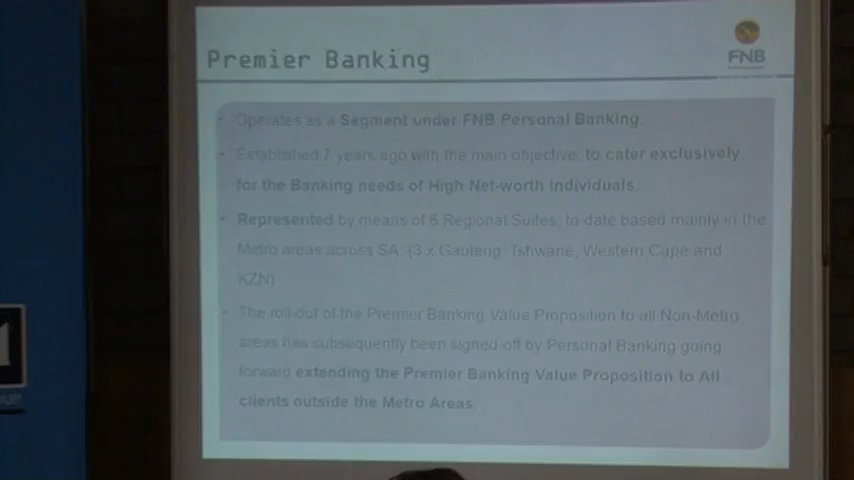 Premier Banking
FNB
• Operates as a Segment under FNB Personal Banking.
• Established 7 years ago with the main objective, to cater exclusively
for the Banking needs of High Net-worth Individuals.
• Represented by means of 6 Regional Suites, to date based mainly in the
Metro areas across SA. (3 x Gauteng, Tshwane, Western Cape and
KZN)
• The roll-out of the Premier Banking Value Proposition to all Non-Metro
areas has subsequently been signed-off by Personal Banking going
forward extending the Premier Banking Value Proposition to All
clients outside the Metro Areas